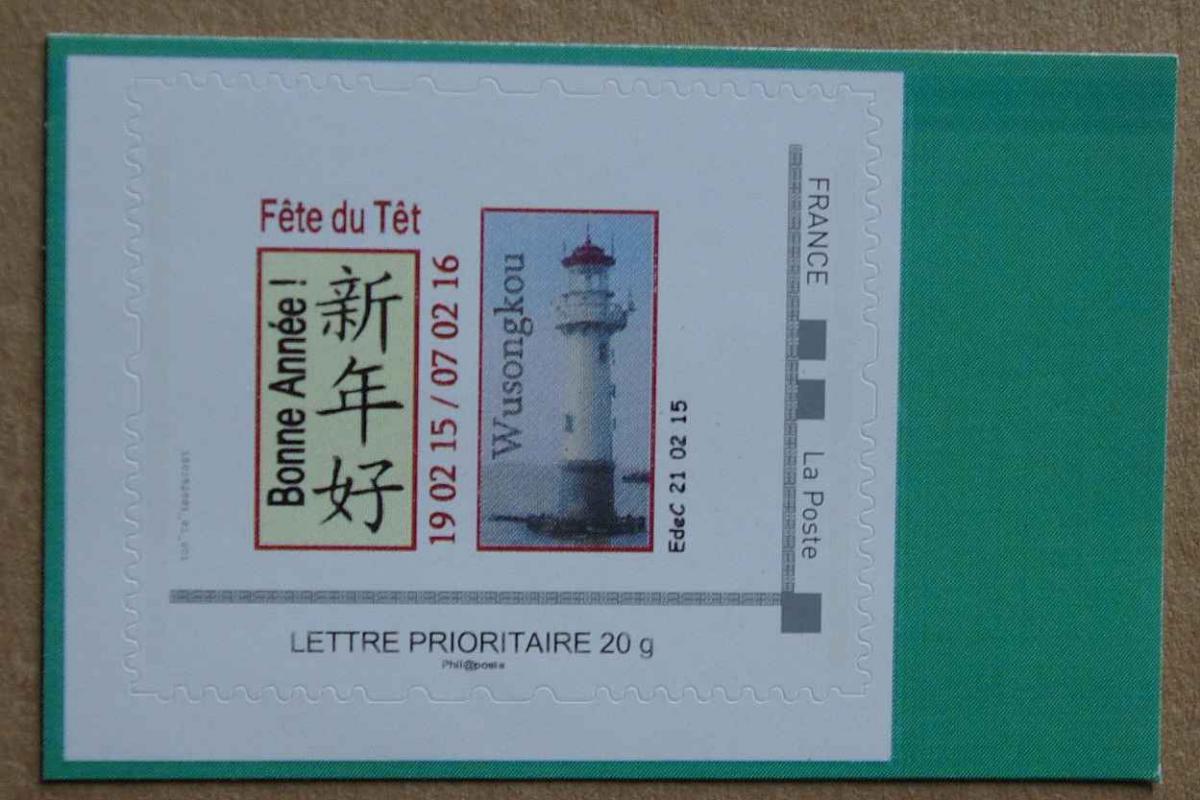 Fête du Têt
Bonne Année !
新年好
19 02 15 / 07 02 16
Wusongkou
EdeC 21 02 15
FRANCE
La Poste
LETTRE PRIORITAIRE 20 g
Phil@poste